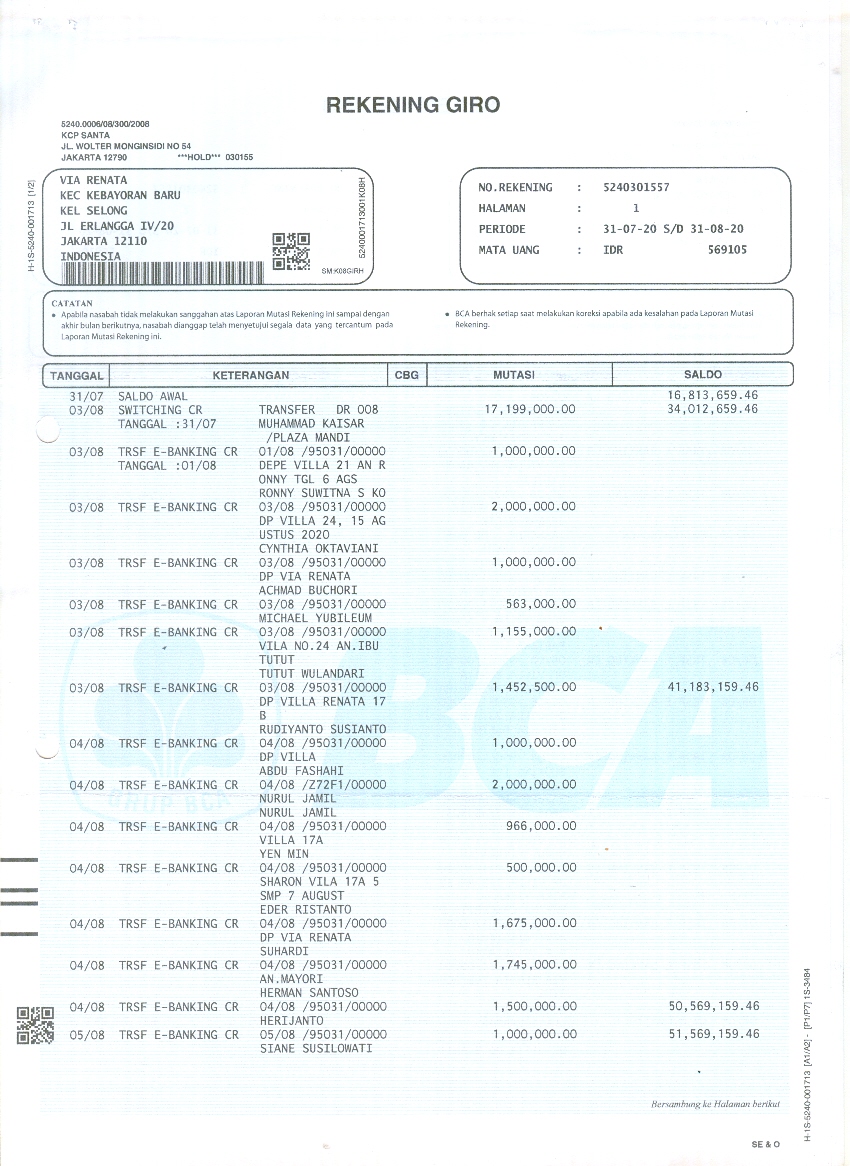 REKENING GIRO
5240.0006/08/300/2008
KCP SANTA
JL. WOLTER MONGINSIDI NO 54
JAKARTA 12790 ***HOLD*** 030155
VIA RENATA
KEC KEBAYORAN BARU
KEL SELONG
JL ERLANGGA IV/20
JAKARTA 12110
INDONESIA
SM:K08GIRH
5240001713001K08H
H-1S-5240-001713 [1/2]
NO.REKENING : 5240301557
HALAMAN : 1
PERIODE : 31-07-20 S/D 31-08-20
MATA UANG : IDR 569105
CATATAN
• Apabila nasabah tidak melakukan sanggahan atas Laporan Mutasi Rekening ini sampai dengan
akhir bulan berikutnya, nasabah dianggap telah menyetujui segala data yang tercantum pada
Laporan Mutasi Rekening ini.
• BCA berhak setiap saat melakukan koreksi apabila ada kesalahan pada Laporan Mutasi
Rekening.
TANGGAL KETERANGAN CBG MUTASI SALDO
31/07 SALDO AWAL 16,813,659.46
03/08 SWITCHING CR TRANSFER DR 008 17,199,000.00 34,012,659.46
TANGGAL :31/07 MUHAMMAD KAISAR
/PLAZA MANDI
03/08 TRSF E-BANKING CR 01/08 /95031/00000 1,000,000.00
TANGGAL :01/08 DEPE VILLA 21 AN R
ONNY TGL 6 AGS
RONNY SUWITNA S KO
03/08 TRSF E-BANKING CR 03/08 /95031/00000 2,000,000.00
DP VILLA 24, 15 AG
USTUS 2020
CYNTHIA OKTAVIANI
03/08 TRSF E-BANKING CR 03/08 /95031/00000 1,000,000.00
DP VIA RENATA
ACHMAD BUCHORI
03/08 TRSF E-BANKING CR 03/08 /95031/00000 563,000.00
MICHAEL YUBILEUM
03/08 TRSF E-BANKING CR 03/08 /95031/00000 1,155,000.00
VILA NO.24 AN.IBU
TUTUT
TUTUT WULANDARI
03/08 TRSF E-BANKING CR 03/08 /95031/00000 1,452,500.00 41,183,159.46
DP VILLA RENATA 17
B
RUDIYANTO SUSIANTO
04/08 TRSF E-BANKING CR 04/08 /95031/00000 1,000,000.00
DP VILLA
ABDU FASHAHI
04/08 TRSF E-BANKING CR 04/08 /Z72F1/00000 2,000,000.00
NURUL JAMIL
NURUL JAMIL
04/08 TRSF E-BANKING CR 04/08 /95031/00000 966,000.00
VILLA 17A
YEN MIN
04/08 TRSF E-BANKING CR 04/08 /95031/00000 500,000.00
SHARON VILA 17A 5
SMP 7 AUGUST
EDER RISTANTO
04/08 TRSF E-BANKING CR 04/08 /95031/00000 1,675,000.00
DP VIA RENATA
SUHARDI
04/08 TRSF E-BANKING CR 04/08 /95031/00000 1,745,000.00
AN.MAYORI
HERMAN SANTOSO
04/08 TRSF E-BANKING CR 04/08 /95031/00000 1,500,000.00 50,569,159.46
HERIJANTO
05/08 TRSF E-BANKING CR 05/08 /95031/00000 1,000,000.00 51,569,159.46
SIANE SUSILOWATI
BCA
GRUP BCA
Bersambung ke Halaman berikut
H-1S-5240-001713 [A1/A2] - [P1/P7] 1S-3484
SE & O